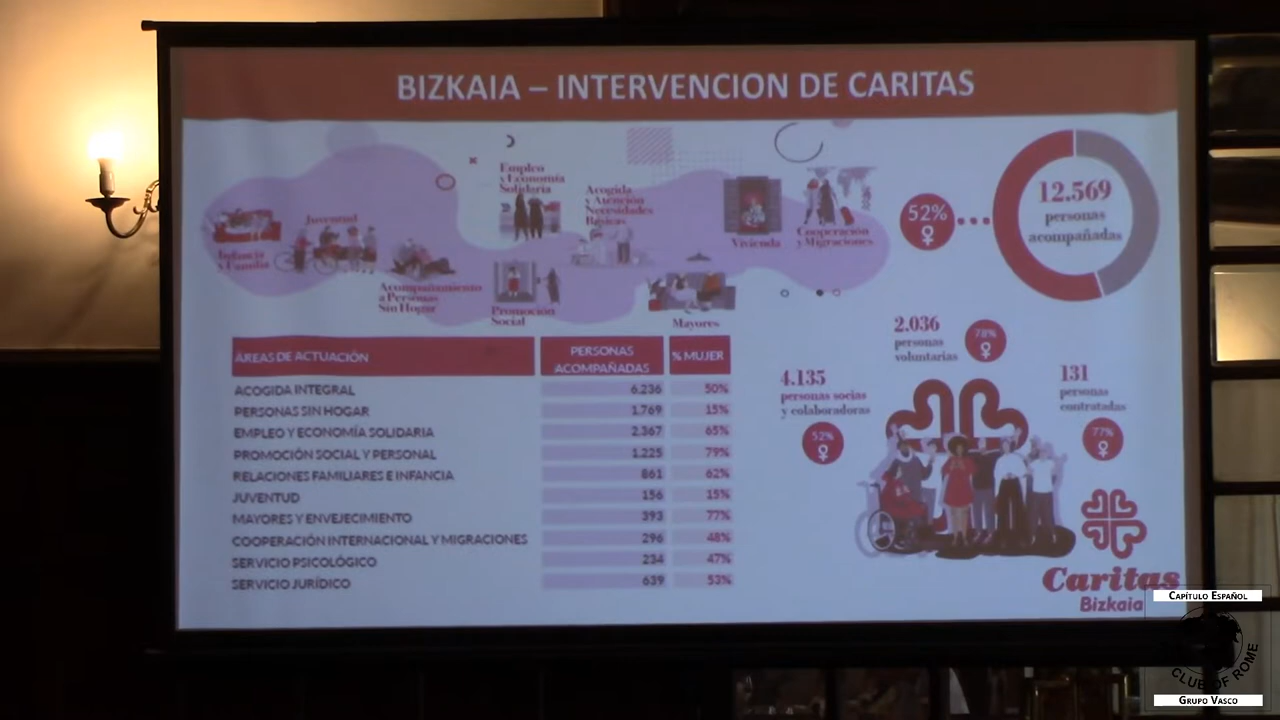 BIZKAIA – INTERVENCION DE CARITAS
Empleo
y Economía
Solidaria
Acogida
y Atención
Necesidades
Básicas
Juventud
Infancia
y Familia
Acompañamiento
a Personas
Sin Hogar
Promoción
Social
Vivienda
Cooperación
y Migraciones
Mayores
52%
12.569
personas
acompañadas
2.036
personas
voluntarias
78%
4.135
personas socias
y colaboradoras
52%
131
personas
contratadas
77%
ÁREAS DE ACTUACIÓN PERSONAS ACOMPAÑADAS % MUJER
ACOGIDA INTEGRAL 6.236 50%
PERSONAS SIN HOGAR 1.769 15%
EMPLEO Y ECONOMÍA SOLIDARIA 2.367 65%
PROMOCIÓN SOCIAL Y PERSONAL 1.225 79%
RELACIONES FAMILIARES E INFANCIA 861 62%
JUVENTUD 156 15%
MAYORES Y ENVEJECIMIENTO 393 77%
COOPERACIÓN INTERNACIONAL Y MIGRACIONES 296 48%
SERVICIO PSICOLÓGICO 234 47%
SERVICIO JURÍDICO 639 53%
Caritas
Bizkaia
CAPÍTULO ESPAÑOL
CLUB OF ROME
GRUPO VASCO